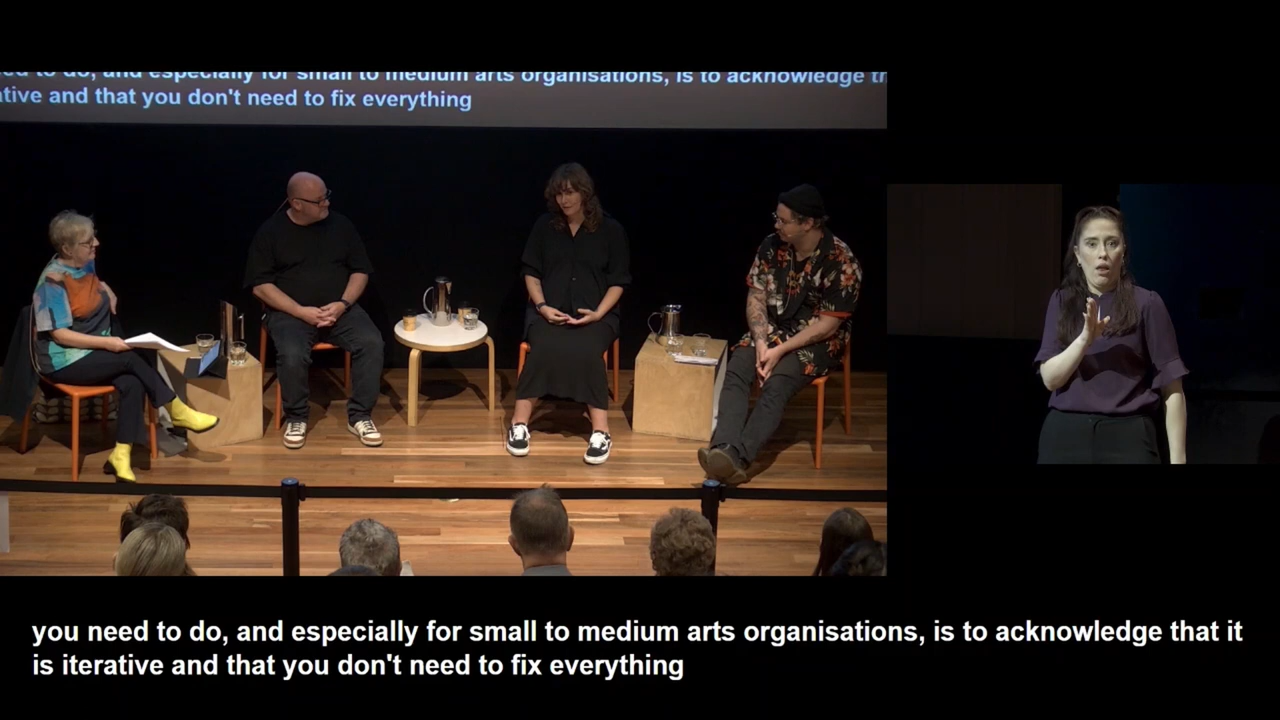 need to do, and especially for small to medium arts organisations, is to acknowledge
ative and that you don't need to fix everything
you need to do, and especially for small to medium arts organisations, is to acknowledge that it
is iterative and that you don't need to fix everything